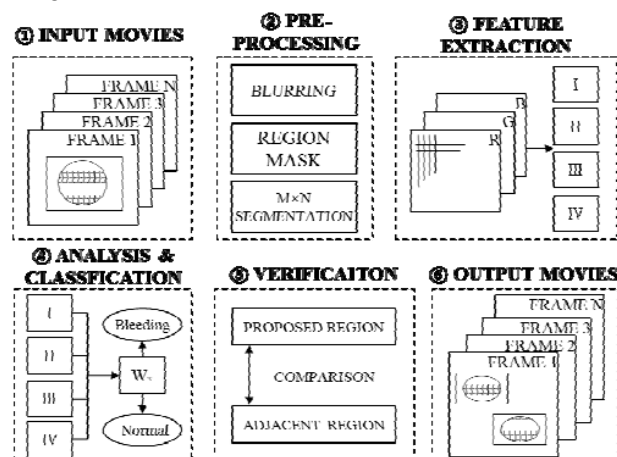 ① INPUT MOVIES
FRAME N
FRAME 3
FRAME 2
FRAME 1
② PRE-
PROCESSING
BLURRING
REGION
MASK
M×N
SEGMENTATION
③ FEATURE
EXTRACTION
B
G
R
I
II
III
IV
④ ANALYSIS &
CLASSFICATION
I
II
III
IV
Bleeding
Normal
⑤ VERIFICAITON
PROPOSED REGION
COMPARISON
ADJACENT REGION
⑥ OUTPUT MOVIES
FRAME N
FRAME 3
FRAME 2
FRAME 1